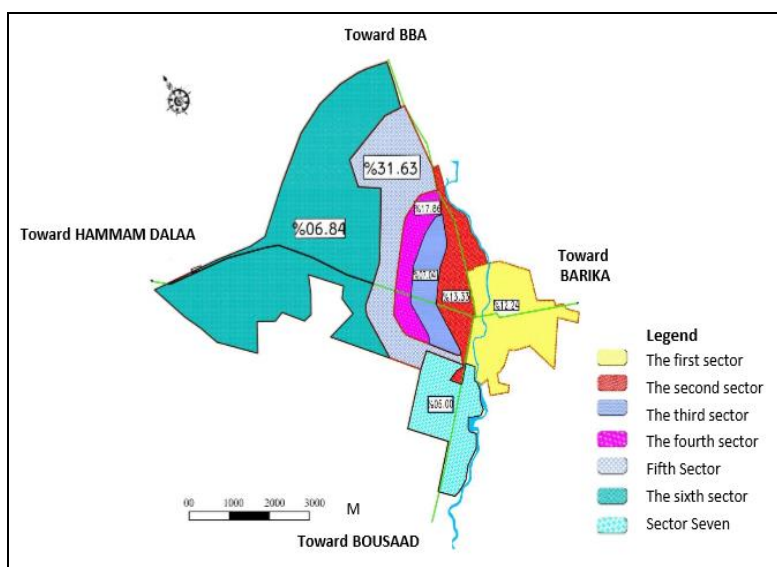 Toward BBA
%31.63
%17.86
%06.84
Toward HAMMAM DALAA
Toward
BARIKA
%13.33
%12.24
%06.00
Legend
The first sector
The second sector
The third sector
The fourth sector
Fifth Sector
The sixth sector
Sector Seven
00 1000 2000 3000 M
Toward BOUSAAD